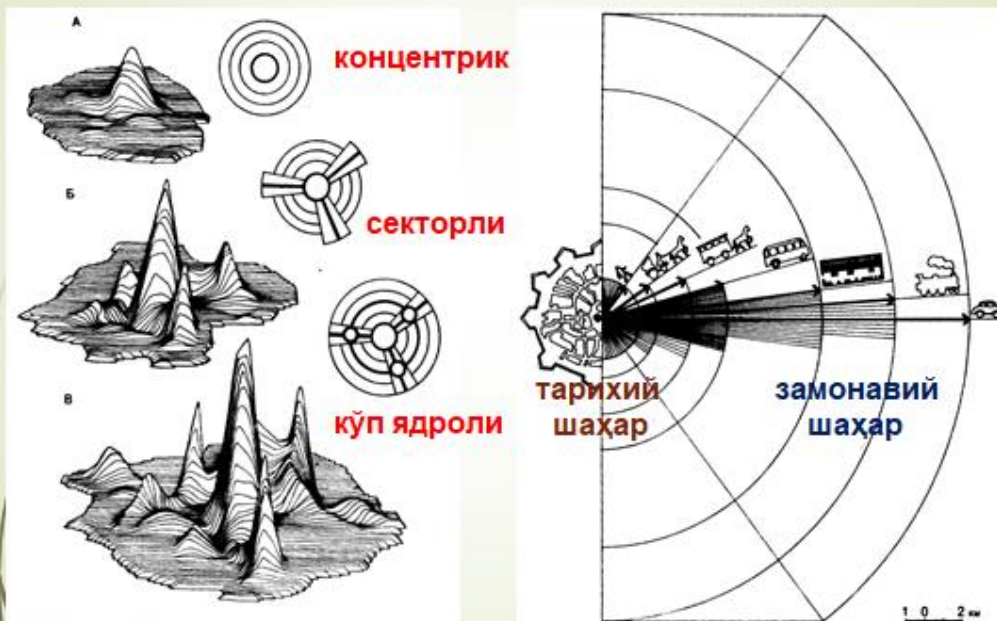 А
концентрик
Б
секторли
В
кўп ядроли
тарихий
шаҳар
замонавий
шаҳар
1 0 2 км